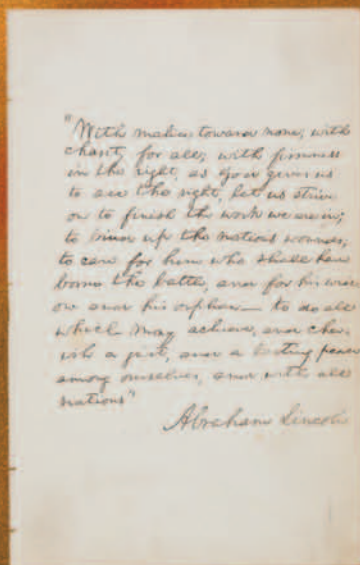 "With malice toward none; with
charity for all; with firmness
in the right, as God gives us
to see the right, let us strive
on to finish the work we are in;
to bind up the nation's wounds;
to care for him who shall have
borne the battle, and for his wid-
ow and his orphan— to do all
which may achieve, and cher-
ish a just, and a lasting peace
among ourselves, and with all
nations"
Abraham Lincoln